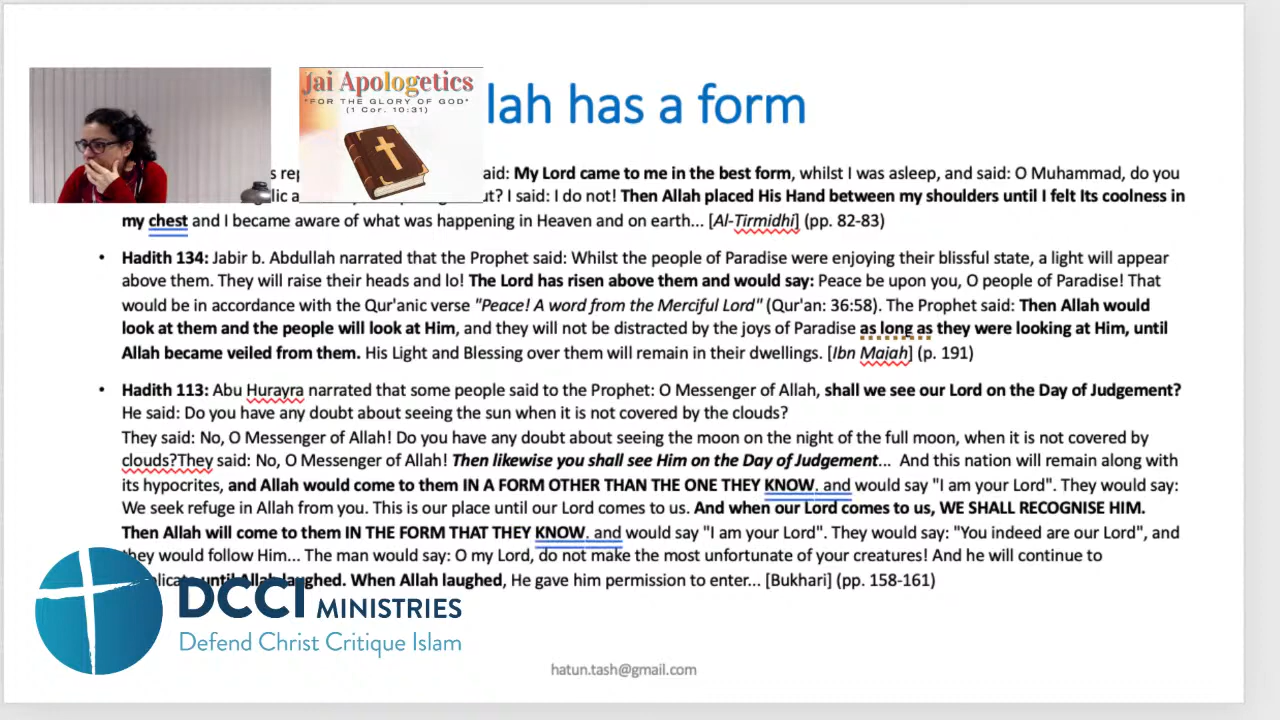 Jai Apologetics
"FOR THE GLORY OF GOD"
(1 Cor. 10:31)
lah has a form
said: My Lord came to me in the best form, whilst I was asleep, and said: O Muhammad, do you
I said: I do not! Then Allah placed His Hand between my shoulders until I felt Its coolness in
my chest and I became aware of what was happening in Heaven and on earth... [Al-Tirmidhi] (pp. 82-83)
• Hadith 134: Jabir b. Abdullah narrated that the Prophet said: Whilst the people of Paradise were enjoying their blissful state, a light will appear
above them. They will raise their heads and lo! The Lord has risen above them and would say: Peace be upon you, O people of Paradise! That
would be in accordance with the Qur'anic verse "Peace! A word from the Merciful Lord" (Qur'an: 36:58). The Prophet said: Then Allah would
look at them and the people will look at Him, and they will not be distracted by the joys of Paradise as long as they were looking at Him, until
Allah became veiled from them. His Light and Blessing over them will remain in their dwellings. [Ibn Majah] (p. 191)
• Hadith 113: Abu Hurayra narrated that some people said to the Prophet: O Messenger of Allah, shall we see our Lord on the Day of Judgement?
He said: Do you have any doubt about seeing the sun when it is not covered by the clouds?
They said: No, O Messenger of Allah! Do you have any doubt about seeing the moon on the night of the full moon, when it is not covered by
clouds?They said: No, O Messenger of Allah! Then likewise you shall see Him on the Day of Judgement... And this nation will remain along with
its hypocrites, and Allah would come to them IN A FORM OTHER THAN THE ONE THEY KNOW. and would say "I am your Lord". They would say:
We seek refuge in Allah from you. This is our place until our Lord comes to us. And when our Lord comes to us, WE SHALL RECOGNISE HIM.
Then Allah will come to them IN THE FORM THAT THEY KNOW. and would say "I am your Lord". They would say: "You indeed are our Lord", and
they would follow Him... The man would say: O my Lord, do not make the most unfortunate of your creatures! And he will continue to
until Allah laughed. When Allah laughed, He gave him permission to enter... [Bukhari] (pp. 158-161)
DCCI MINISTRIES
Defend Christ Critique Islam
hatun.tash@gmail.com